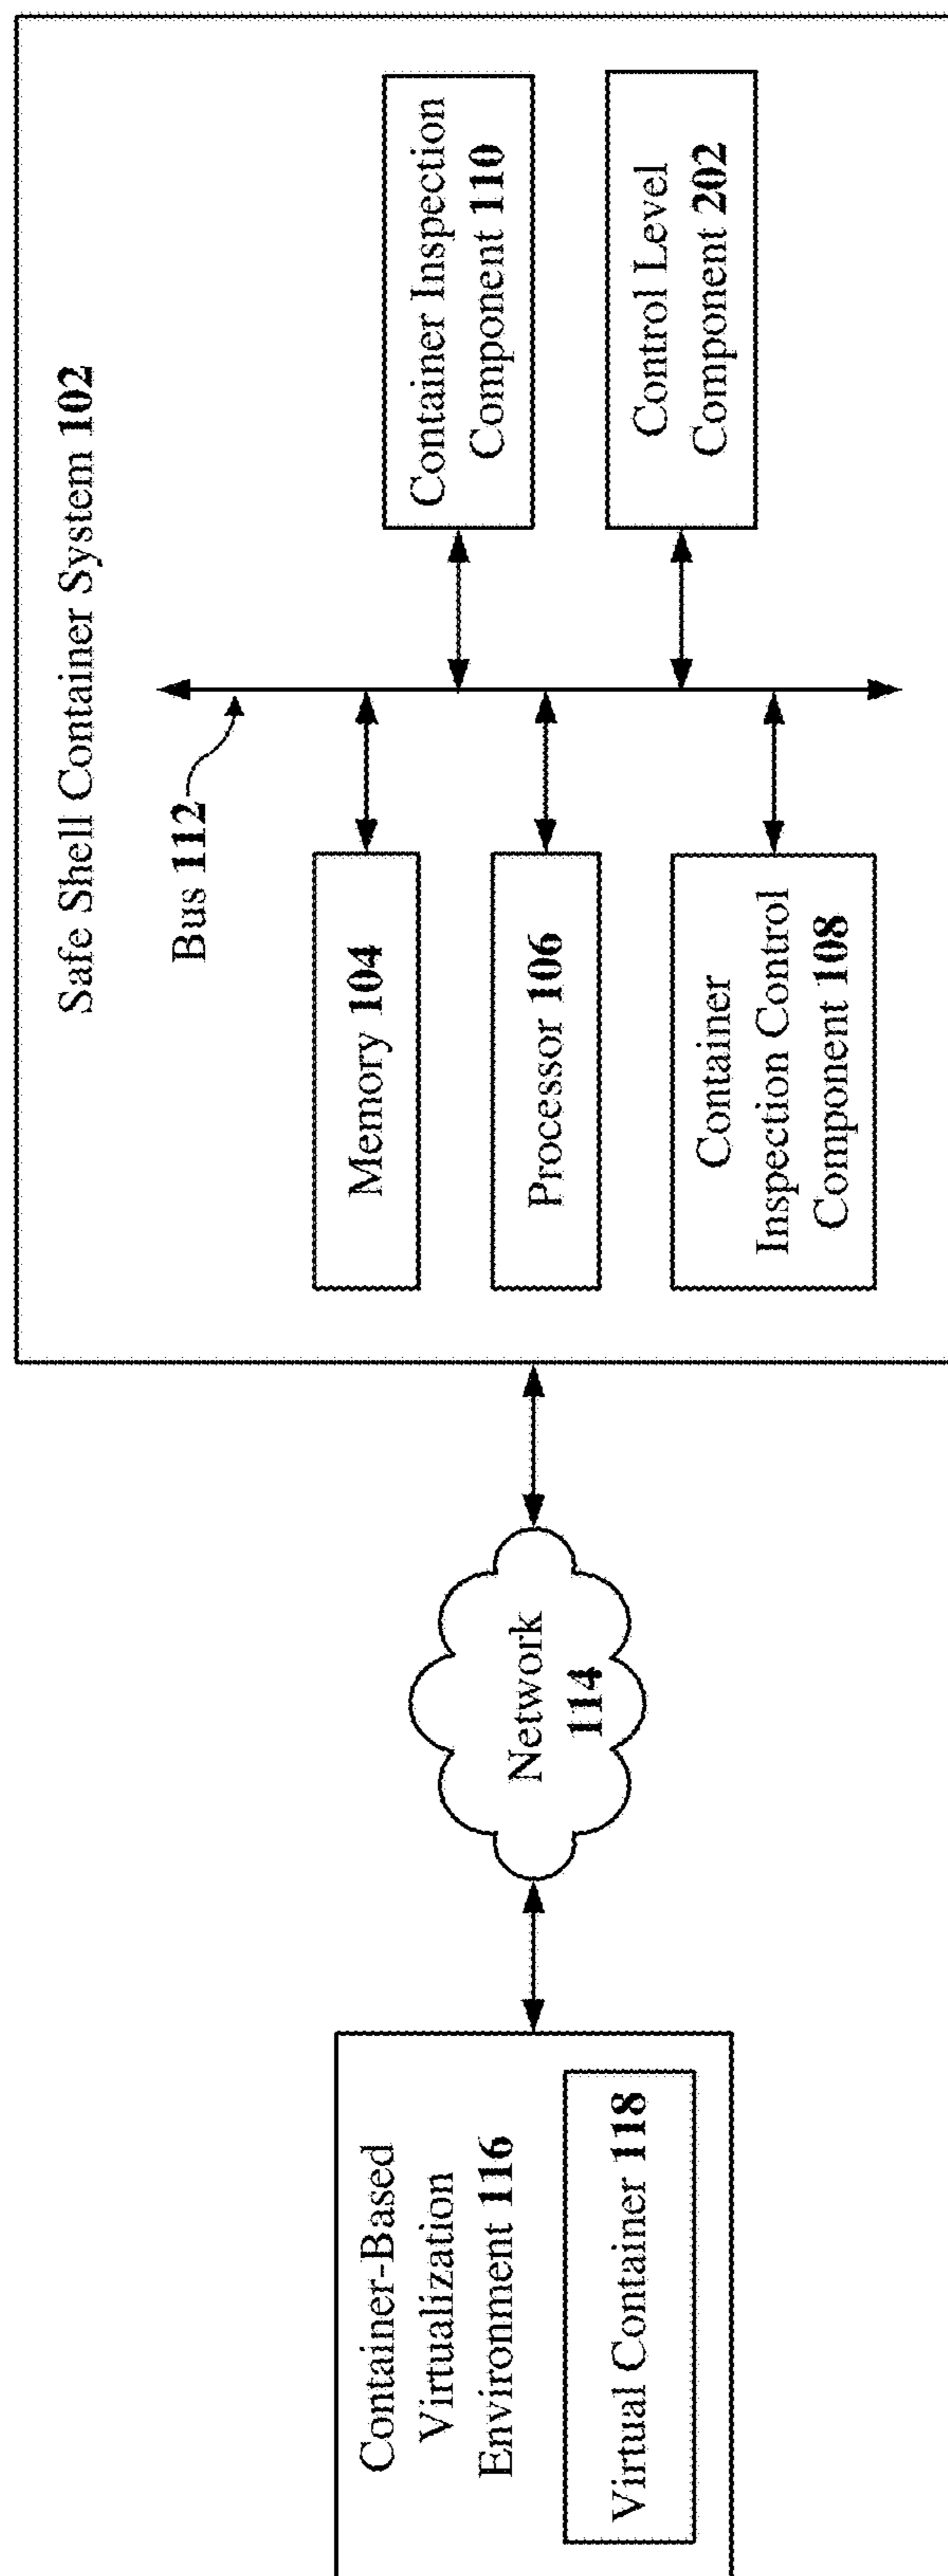 Safe Shell Container System 102
Bus 112
Memory 104
Processor 106
Container
Inspection Control
Component 108
Container Inspection
Component 110
Control Level
Component 202
Network
114
Container-Based
Virtualization
Environment 116
Virtual Container 118